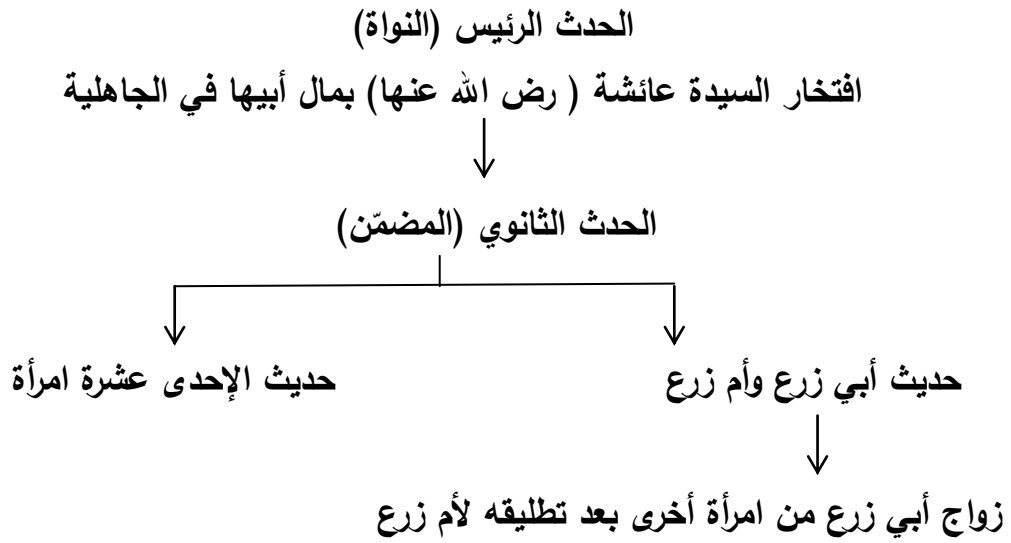 الحدث الرئيس (النواة)
افتخار السيدة عائشة ( رض الله عنها) بمال أبيها في الجاهلية
الحدث الثانوي (المضمّن)
حديث أبي زرع وأم زرع
حديث الإحدى عشرة امرأة
زواج أبي زرع من امرأة أخرى بعد تطليقه لأم زرع